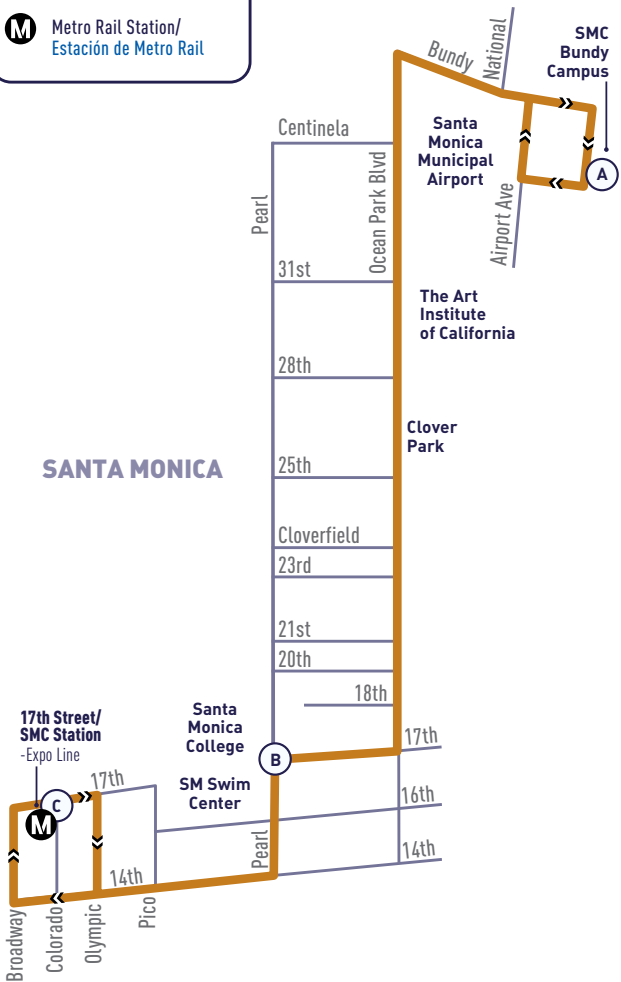 M Metro Rail Station/
Estación de Metro Rail
SMC
Bundy
Campus
National
Bundy
A
Santa
Monica
Municipal
Airport
Airport Ave
Centinela
Pearl
Ocean Park Blvd
31st
The Art
Institute
of California
28th
Clover
Park
SANTA MONICA
25th
Cloverfield
23rd
21st
20th
18th
17th
Santa
Monica
College
B
17th Street/
SMC Station
-Expo Line
C
M
17th
SM Swim
Center
16th
Pearl
14th
14th
Broadway
Colorado
Olympic
Pico